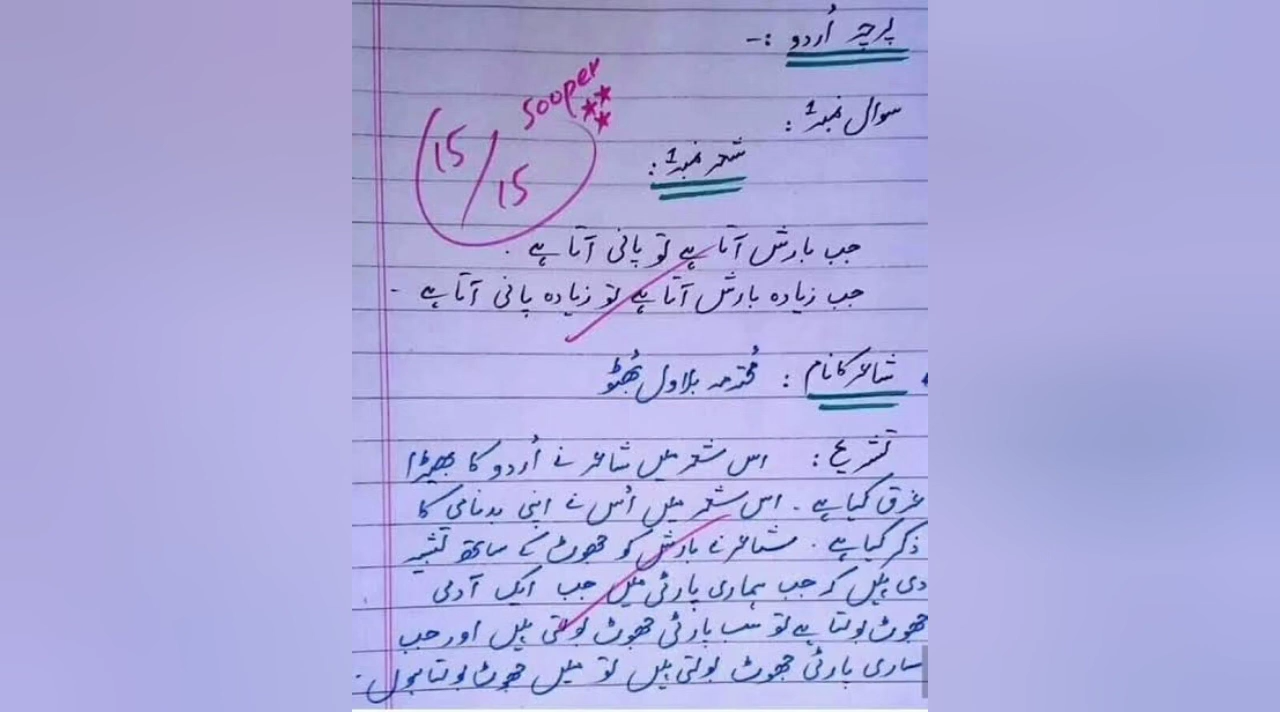 پرچہ اُردو :-
سوال نمبر 1 :
شعر نمبر 1 :
sooper
15/15
جب بارش آتا ہے تو پانی آتا ہے .
جب زیادہ بارش آتا ہے تو زیادہ پانی آتا ہے -
شاعر کا نام : مُحترمہ بلاول بُھٹو
تشریح : اس شعر میں شاعر نے اُردو کا بھیڑا
غرق کیا ہے . اس شعر میں اُس نے اپنی بدنامی کا
ذکر کیا ہے . شاعر نے بارش کو جھوٹ کے ساتھ تشبیہ
دی ہیں کہ جب ہماری پارٹی میں جب ایک آدمی
جھوٹ بولتا ہے تو سب پارٹی جھوٹ بولتی ہیں اور جب
ساری پارٹی جھوٹ بولتی ہیں تو میں جھوٹ بولتا ہوں -